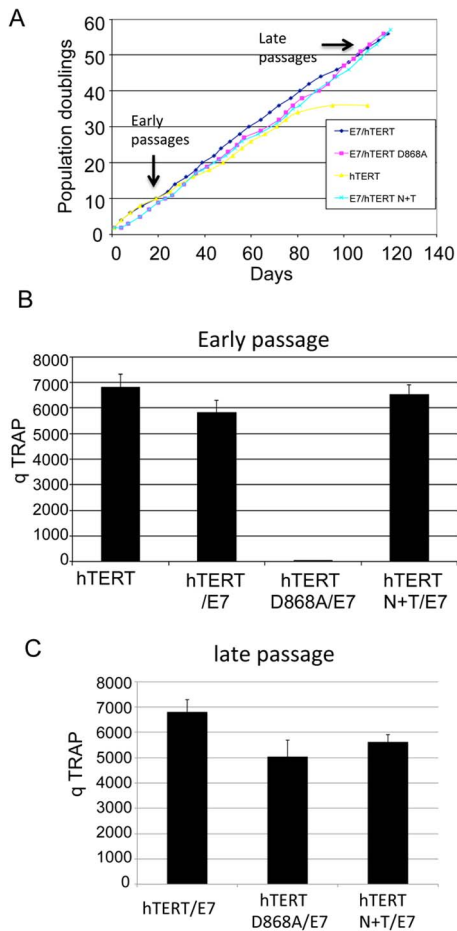 A
Population doublings
60
50
40
30
20
10
0
Early
passages
Late
passages
E7/hTERT
E7/hTERT D868A
hTERT
E7/hTERT N+T
0 20 40 60 80 100 120 140
Days
B
Early passage
q TRAP
8000
7000
6000
5000
4000
3000
2000
1000
0
hTERT
hTERT
/E7
hTERT
D868A/E7
hTERT
N+T/E7
C
late passage
q TRAP
8000
7000
6000
5000
4000
3000
2000
1000
0
hTERT/E7
hTERT
D868A/E7
hTERT
N+T/E7